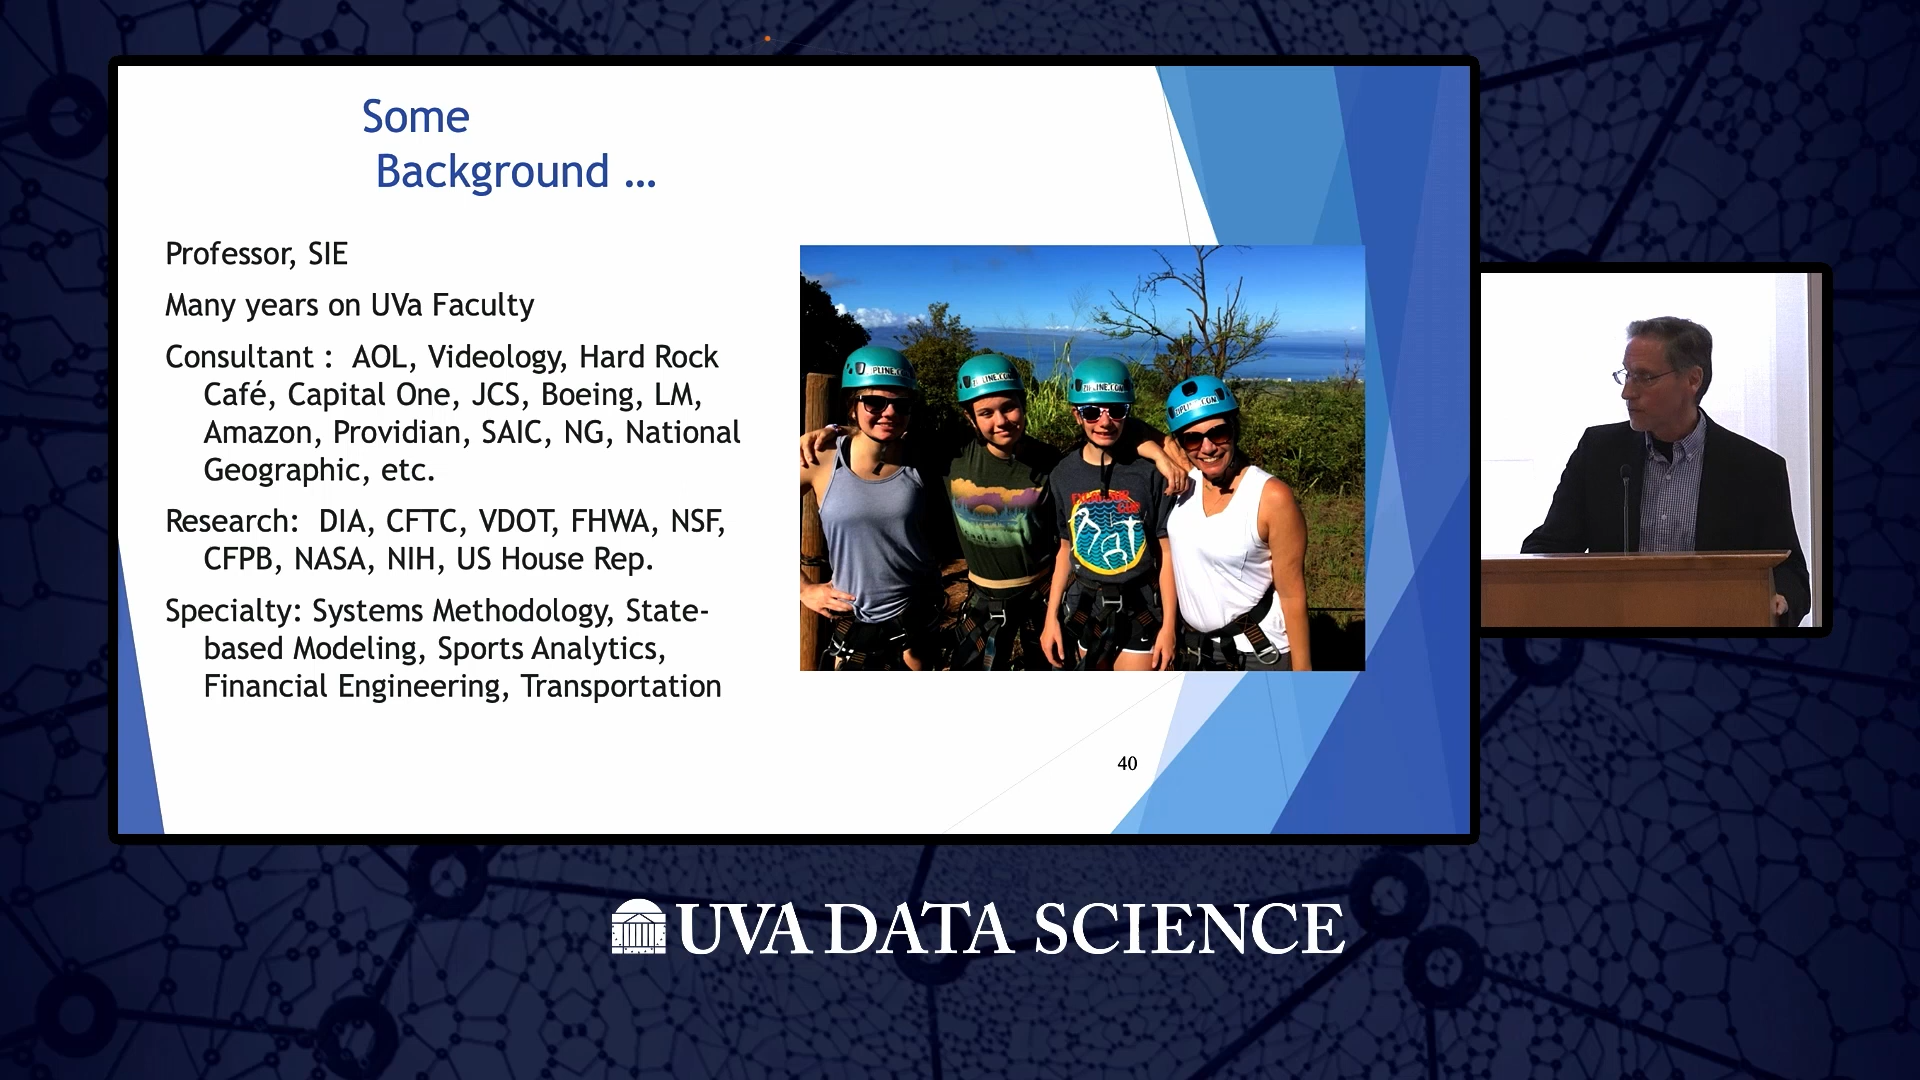 Some
Background ...
Professor, SIE
Many years on UVa Faculty
Consultant :  AOL, Videology, Hard Rock
Café, Capital One, JCS, Boeing, LM,
Amazon, Providian, SAIC, NG, National
Geographic, etc.
Research:  DIA, CFTC, VDOT, FHWA, NSF,
CFPB, NASA, NIH, US House Rep.
Specialty: Systems Methodology, State-
based Modeling, Sports Analytics,
Financial Engineering, Transportation
40
UVA DATA SCIENCE